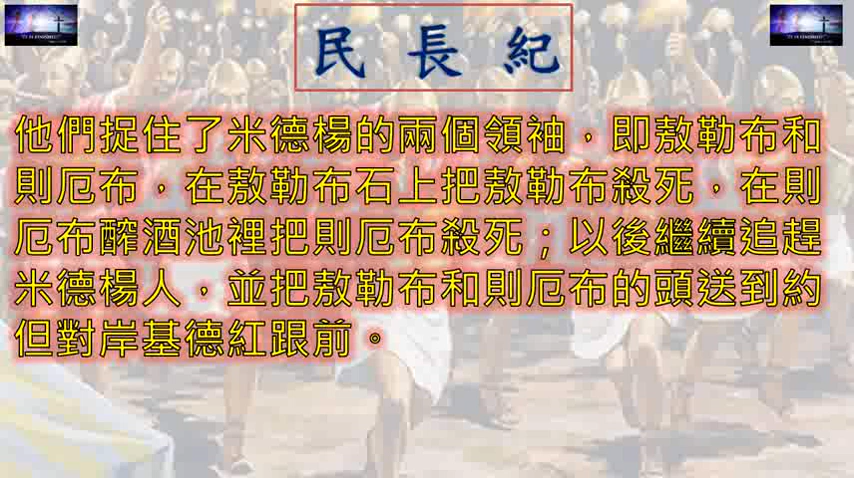 民長紀
他們捉住了米德楊的兩個領袖，即敖勒布和
則厄布，在敖勒布石上把敖勒布殺死，在則
厄布醡酒池裡把則厄布殺死；以後繼續追趕
米德楊人，並把敖勒布和則厄布的頭送到約
但對岸基德紅跟前。